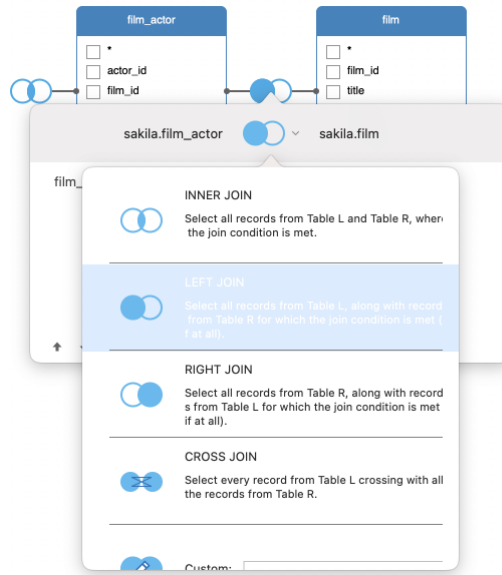 film_actor
film
*
*
actor_id
film_id
film_id
title
sakila.film_actor
sakila.film
film_
INNER JOIN
Select all records from Table L and Table R, where
the join condition is met.
LEFT JOIN
Select all records from Table L, along with record
from Table R for which the join condition is met (
f at all).
RIGHT JOIN
Select all records from Table R, along with record
s from Table L for which the join condition is met
if at all).
CROSS JOIN
Select every record from Table L crossing with all
the records from Table R.
Custom: